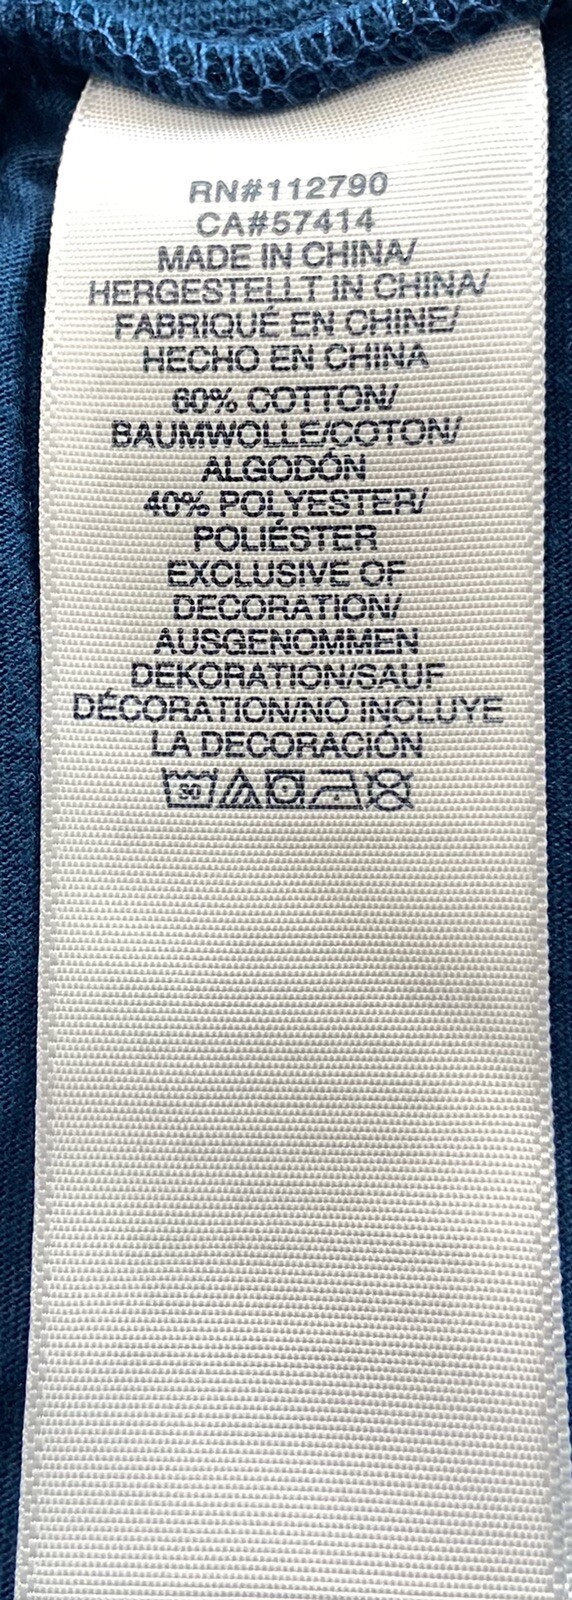 RN#112790
CA#57414
MADE IN CHINA/
HERGESTELLT IN CHINA/
FABRIQUÉ EN CHINE/
HECHO EN CHINA
60% COTTON/
BAUMWOLLE/COTON/
ALGODÓN
40% POLYESTER/
POLIÉSTER
EXCLUSIVE OF
DECORATION/
AUSGENOMMEN
DEKORATION/SAUF
DÉCORATION/NO INCLUYE
LA DECORACIÓN
30